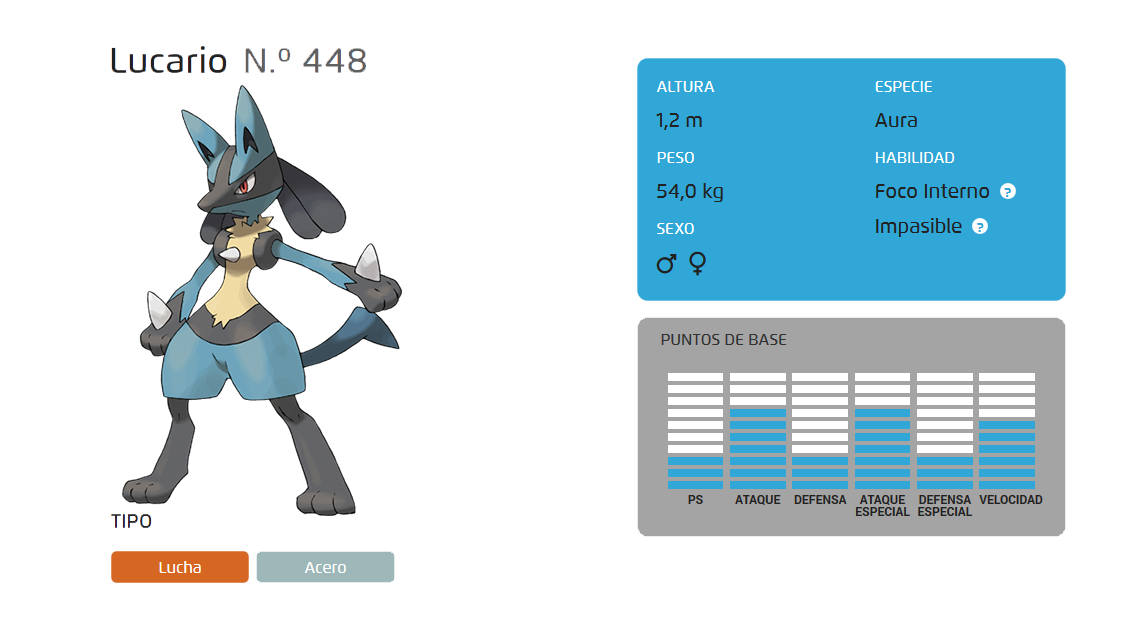 Lucario N.º 448
ALTURA
1,2 m
PESO
54,0 kg
SEXO
♂ ♀
ESPECIE
Aura
HABILIDAD
Foco Interno ?
Impasible ?
PUNTOS DE BASE
PS
ATAQUE
DEFENSA
ATAQUE
ESPECIAL
DEFENSA
ESPECIAL
VELOCIDAD
TIPO
Lucha
Acero